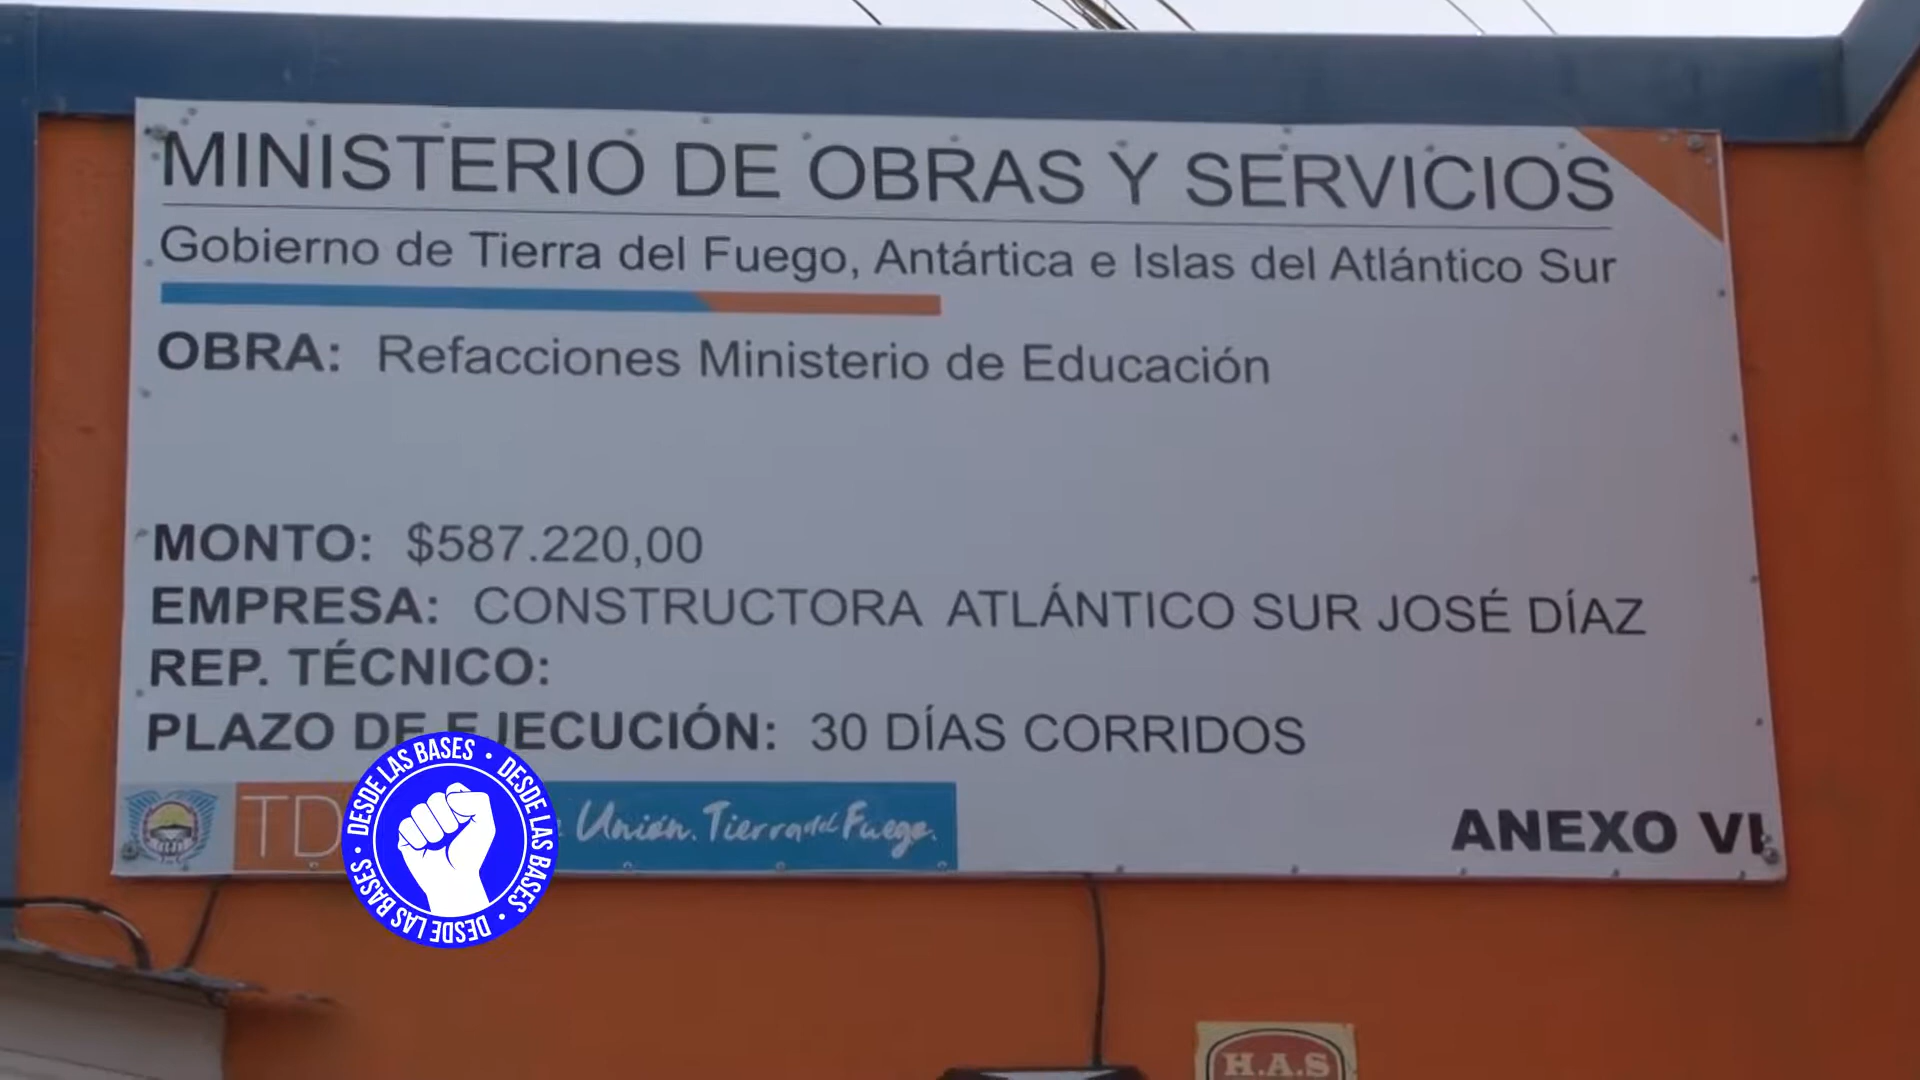 MINISTERIO DE OBRAS Y SERVICIOS
Gobierno de Tierra del Fuego, Antártica e Islas del Atlántico Sur
OBRA: Refacciones Ministerio de Educación
MONTO: $587.220,00
EMPRESA: CONSTRUCTORA ATLÁNTICO SUR JOSÉ DÍAZ
REP. TÉCNICO:
PLAZO DE EJECUCIÓN: 30 DÍAS CORRIDOS
TD
Unión. Tierra del Fuego.
ANEXO VI
DESDE LAS BASES · DESDE LAS BASES · DESDE LAS BASES ·
H.A.S